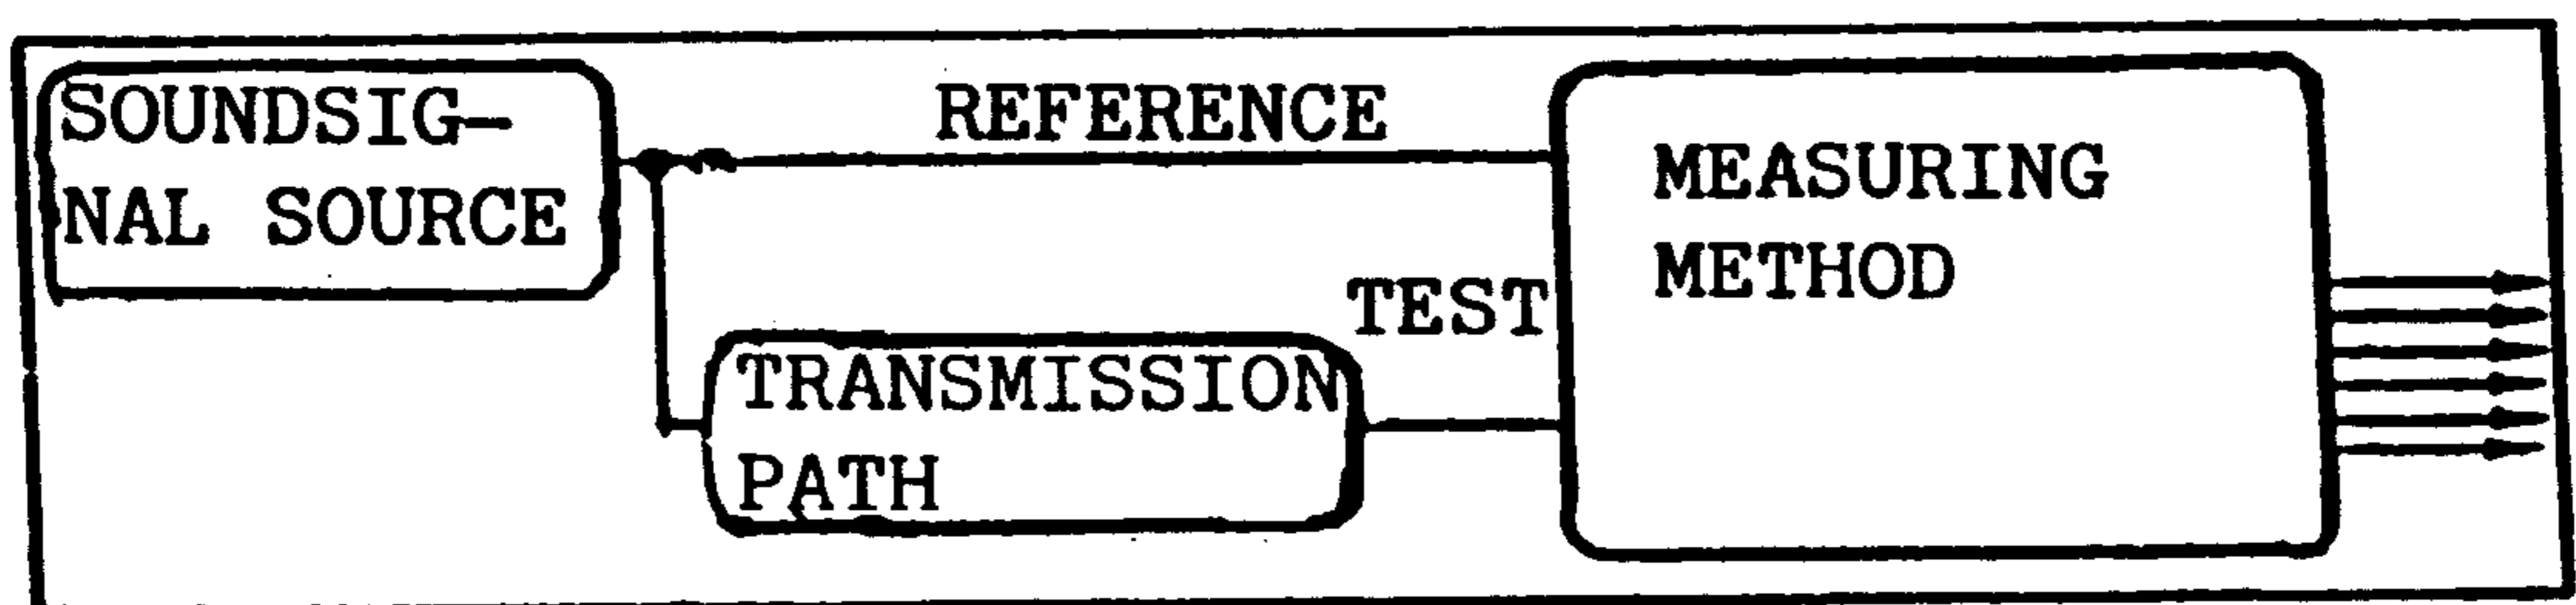 SOUNDSIG-
NAL SOURCE
REFERENCE
MEASURING
METHOD
TEST
TRANSMISSION
PATH